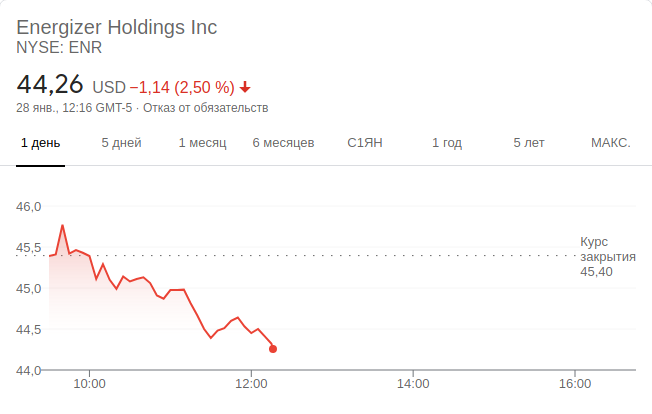 Energizer Holdings Inc
NYSE: ENR
44,26 USD −1,14 (2,50 %)
28 янв., 12:16 GMT-5 · Отказ от обязательств
1 день 5 дней 1 месяц 6 месяцев С1ЯН 1 год 5 лет МАКС.
46,0
45,5
45,0
44,5
44,0
Курс
закрытия
45,40
10:00 12:00 14:00 16:00